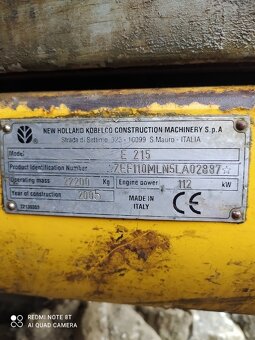 NEW HOLLAND KOBELCO CONSTRUCTION MACHINERY S.p.A
Strada di Settimo, 323 - 10099 S. Mauro - ITALIA
Model E 215
Product Identification Number ☆ZEF110MLN5LA02887☆
Operating mass 22200 Kg Engine power 112 kW
Year of construction 2005
MADE IN
ITALY
CE
REDMI NOTE 8T
AI QUAD CAMERA